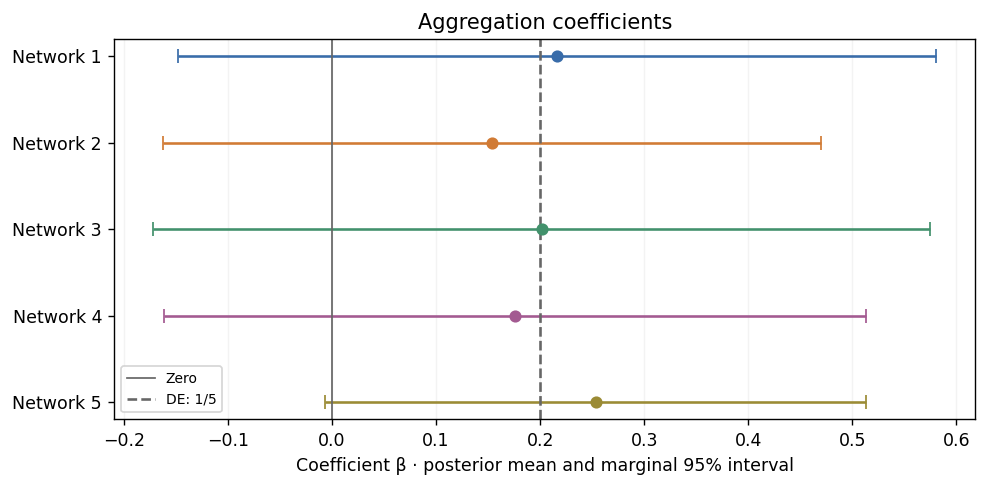 Aggregation coefficients
Network 1
Network 2
Network 3
Network 4
Network 5
Zero
DE: 1/5
−0.2 −0.1 0.0 0.1 0.2 0.3 0.4 0.5 0.6
Coefficient β · posterior mean and marginal 95% interval